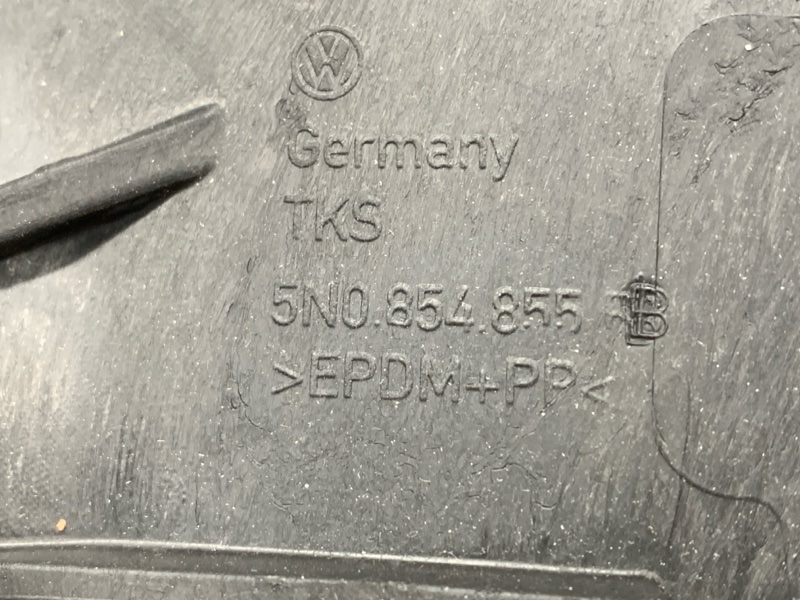 VW
Germany
TKS
5N0.854.855 B
>EPDM+PP<